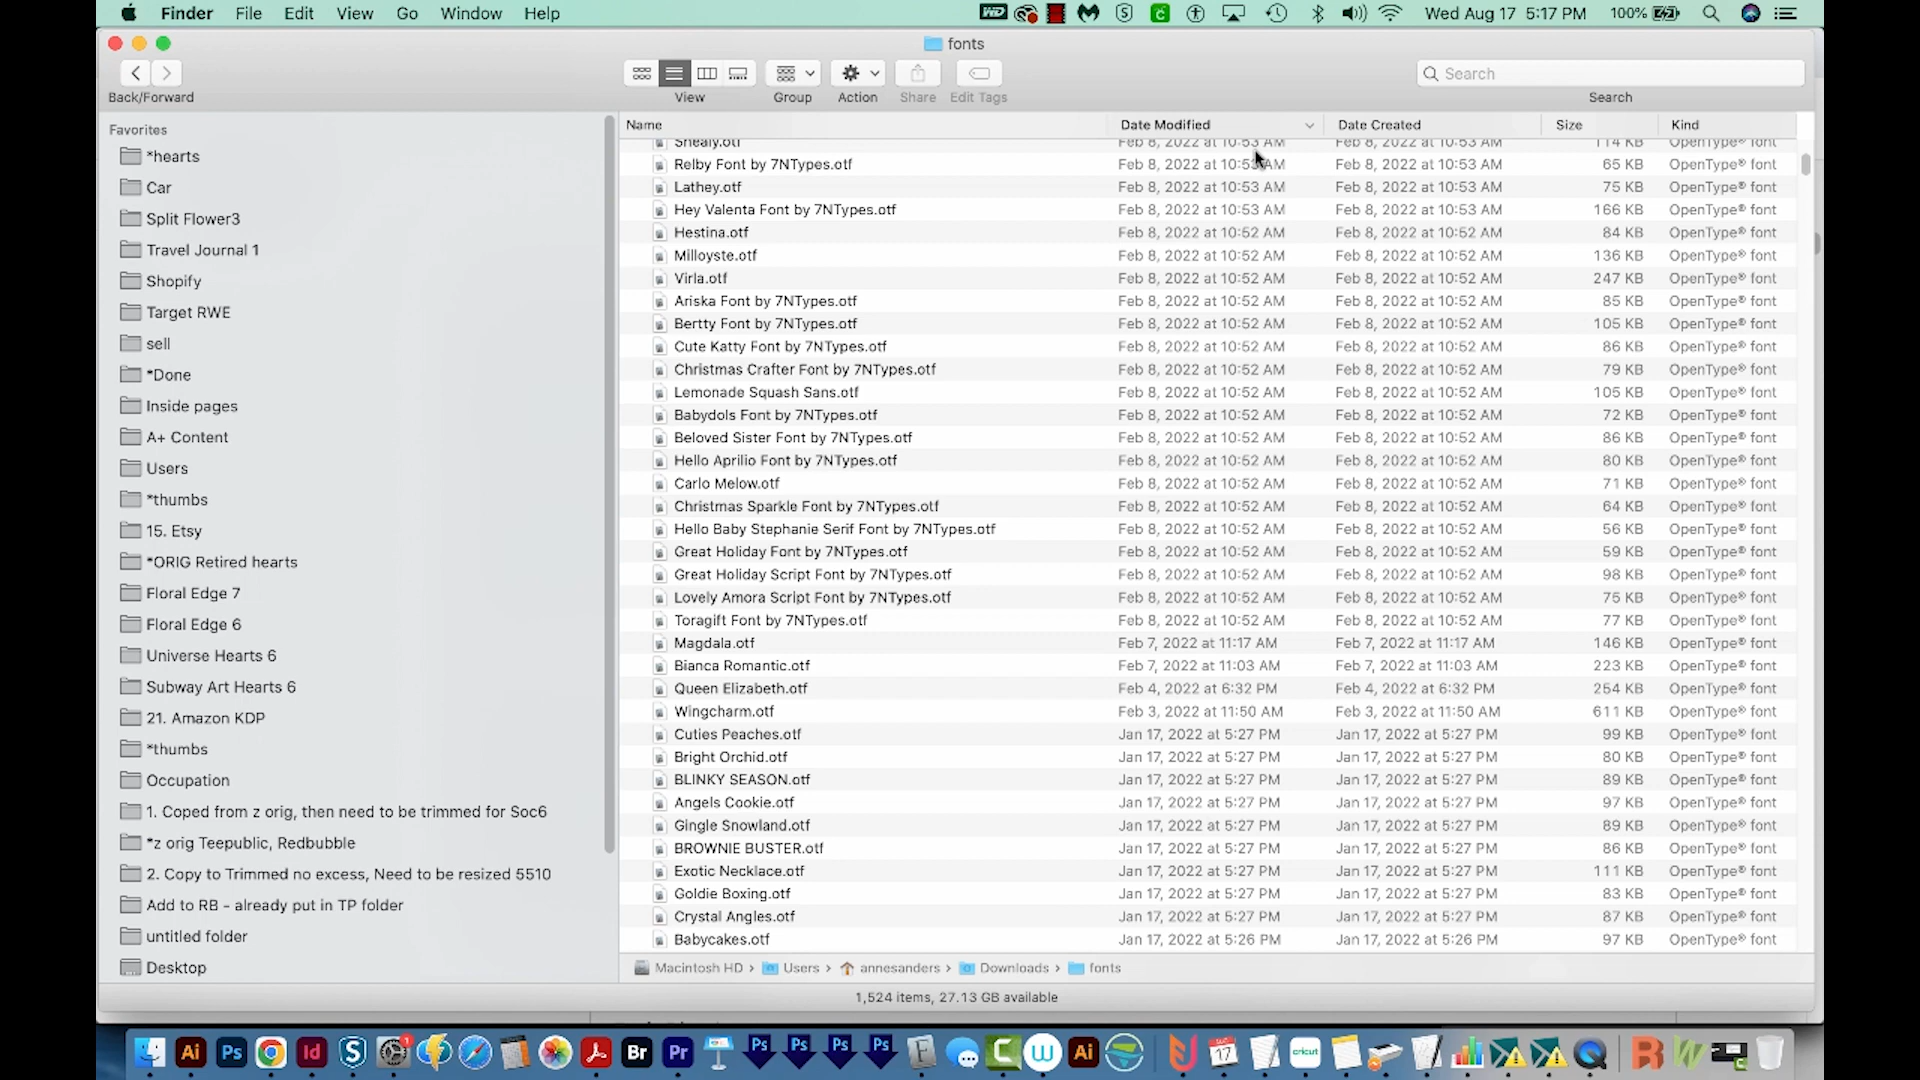 Finder File Edit View Go Window Help Wed Aug 17 5:17 PM 100%
fonts
Search
Back/Forward View Group Action Share Edit Tags Search
Favorites
*hearts
Car
Split Flower3
Travel Journal 1
Shopify
Target RWE
sell
*Done
Inside pages
A+ Content
Users
*thumbs
15. Etsy
*ORIG Retired hearts
Floral Edge 7
Floral Edge 6
Universe Hearts 6
Subway Art Hearts 6
21. Amazon KDP
*thumbs
Occupation
1. Coped from z orig, then need to be trimmed for Soc6
*z orig Teepublic, Redbubble
2. Copy to Trimmed no excess, Need to be resized 5510
Add to RB - already put in TP folder
untitled folder
Desktop
Name Date Modified Date Created Size Kind
Shealy.otf Feb 8, 2022 at 10:53 AM Feb 8, 2022 at 10:53 AM 114 KB OpenType® font
Relby Font by 7NTypes.otf Feb 8, 2022 at 10:53 AM Feb 8, 2022 at 10:53 AM 65 KB OpenType® font
Lathey.otf Feb 8, 2022 at 10:53 AM Feb 8, 2022 at 10:53 AM 75 KB OpenType® font
Hey Valenta Font by 7NTypes.otf Feb 8, 2022 at 10:53 AM Feb 8, 2022 at 10:53 AM 166 KB OpenType® font
Hestina.otf Feb 8, 2022 at 10:52 AM Feb 8, 2022 at 10:52 AM 84 KB OpenType® font
Milloyste.otf Feb 8, 2022 at 10:52 AM Feb 8, 2022 at 10:52 AM 136 KB OpenType® font
Virla.otf Feb 8, 2022 at 10:52 AM Feb 8, 2022 at 10:52 AM 247 KB OpenType® font
Ariska Font by 7NTypes.otf Feb 8, 2022 at 10:52 AM Feb 8, 2022 at 10:52 AM 85 KB OpenType® font
Bertty Font by 7NTypes.otf Feb 8, 2022 at 10:52 AM Feb 8, 2022 at 10:52 AM 105 KB OpenType® font
Cute Katty Font by 7NTypes.otf Feb 8, 2022 at 10:52 AM Feb 8, 2022 at 10:52 AM 86 KB OpenType® font
Christmas Crafter Font by 7NTypes.otf Feb 8, 2022 at 10:52 AM Feb 8, 2022 at 10:52 AM 79 KB OpenType® font
Lemonade Squash Sans.otf Feb 8, 2022 at 10:52 AM Feb 8, 2022 at 10:52 AM 105 KB OpenType® font
Babydols Font by 7NTypes.otf Feb 8, 2022 at 10:52 AM Feb 8, 2022 at 10:52 AM 72 KB OpenType® font
Beloved Sister Font by 7NTypes.otf Feb 8, 2022 at 10:52 AM Feb 8, 2022 at 10:52 AM 86 KB OpenType® font
Hello Aprilio Font by 7NTypes.otf Feb 8, 2022 at 10:52 AM Feb 8, 2022 at 10:52 AM 80 KB OpenType® font
Carlo Melow.otf Feb 8, 2022 at 10:52 AM Feb 8, 2022 at 10:52 AM 71 KB OpenType® font
Christmas Sparkle Font by 7NTypes.otf Feb 8, 2022 at 10:52 AM Feb 8, 2022 at 10:52 AM 64 KB OpenType® font
Hello Baby Stephanie Serif Font by 7NTypes.otf Feb 8, 2022 at 10:52 AM Feb 8, 2022 at 10:52 AM 56 KB OpenType® font
Great Holiday Font by 7NTypes.otf Feb 8, 2022 at 10:52 AM Feb 8, 2022 at 10:52 AM 59 KB OpenType® font
Great Holiday Script Font by 7NTypes.otf Feb 8, 2022 at 10:52 AM Feb 8, 2022 at 10:52 AM 98 KB OpenType® font
Lovely Amora Script Font by 7NTypes.otf Feb 8, 2022 at 10:52 AM Feb 8, 2022 at 10:52 AM 75 KB OpenType® font
Toragift Font by 7NTypes.otf Feb 8, 2022 at 10:52 AM Feb 8, 2022 at 10:52 AM 77 KB OpenType® font
Magdala.otf Feb 7, 2022 at 11:17 AM Feb 7, 2022 at 11:17 AM 146 KB OpenType® font
Bianca Romantic.otf Feb 7, 2022 at 11:03 AM Feb 7, 2022 at 11:03 AM 223 KB OpenType® font
Queen Elizabeth.otf Feb 4, 2022 at 6:32 PM Feb 4, 2022 at 6:32 PM 254 KB OpenType® font
Wingcharm.otf Feb 3, 2022 at 11:50 AM Feb 3, 2022 at 11:50 AM 611 KB OpenType® font
Cuties Peaches.otf Jan 17, 2022 at 5:27 PM Jan 17, 2022 at 5:27 PM 99 KB OpenType® font
Bright Orchid.otf Jan 17, 2022 at 5:27 PM Jan 17, 2022 at 5:27 PM 80 KB OpenType® font
BLINKY SEASON.otf Jan 17, 2022 at 5:27 PM Jan 17, 2022 at 5:27 PM 89 KB OpenType® font
Angels Cookie.otf Jan 17, 2022 at 5:27 PM Jan 17, 2022 at 5:27 PM 97 KB OpenType® font
Gingle Snowland.otf Jan 17, 2022 at 5:27 PM Jan 17, 2022 at 5:27 PM 89 KB OpenType® font
BROWNIE BUSTER.otf Jan 17, 2022 at 5:27 PM Jan 17, 2022 at 5:27 PM 86 KB OpenType® font
Exotic Necklace.otf Jan 17, 2022 at 5:27 PM Jan 17, 2022 at 5:27 PM 111 KB OpenType® font
Goldie Boxing.otf Jan 17, 2022 at 5:27 PM Jan 17, 2022 at 5:27 PM 83 KB OpenType® font
Crystal Angles.otf Jan 17, 2022 at 5:27 PM Jan 17, 2022 at 5:27 PM 87 KB OpenType® font
Babycakes.otf Jan 17, 2022 at 5:26 PM Jan 17, 2022 at 5:26 PM 97 KB OpenType® font
Macintosh HD › Users › annesanders › Downloads › fonts
1,524 items, 27.13 GB available
Ai Ps Id S Br Pr Ps Ps Ps Ps F C W Ai 17 cricut